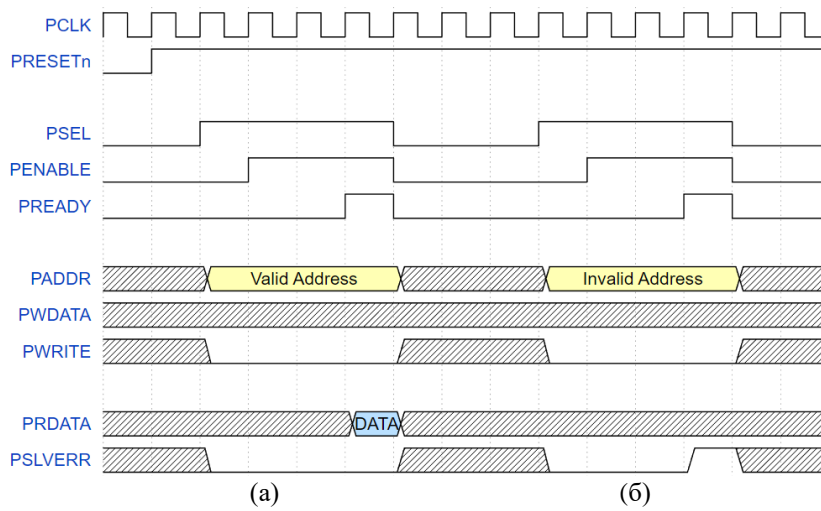 PCLK
PRESETn
PSEL
PENABLE
PREADY
PADDR Valid Address Invalid Address
PWDATA
PWRITE
PRDATA DATA
PSLVERR
(а) (б)